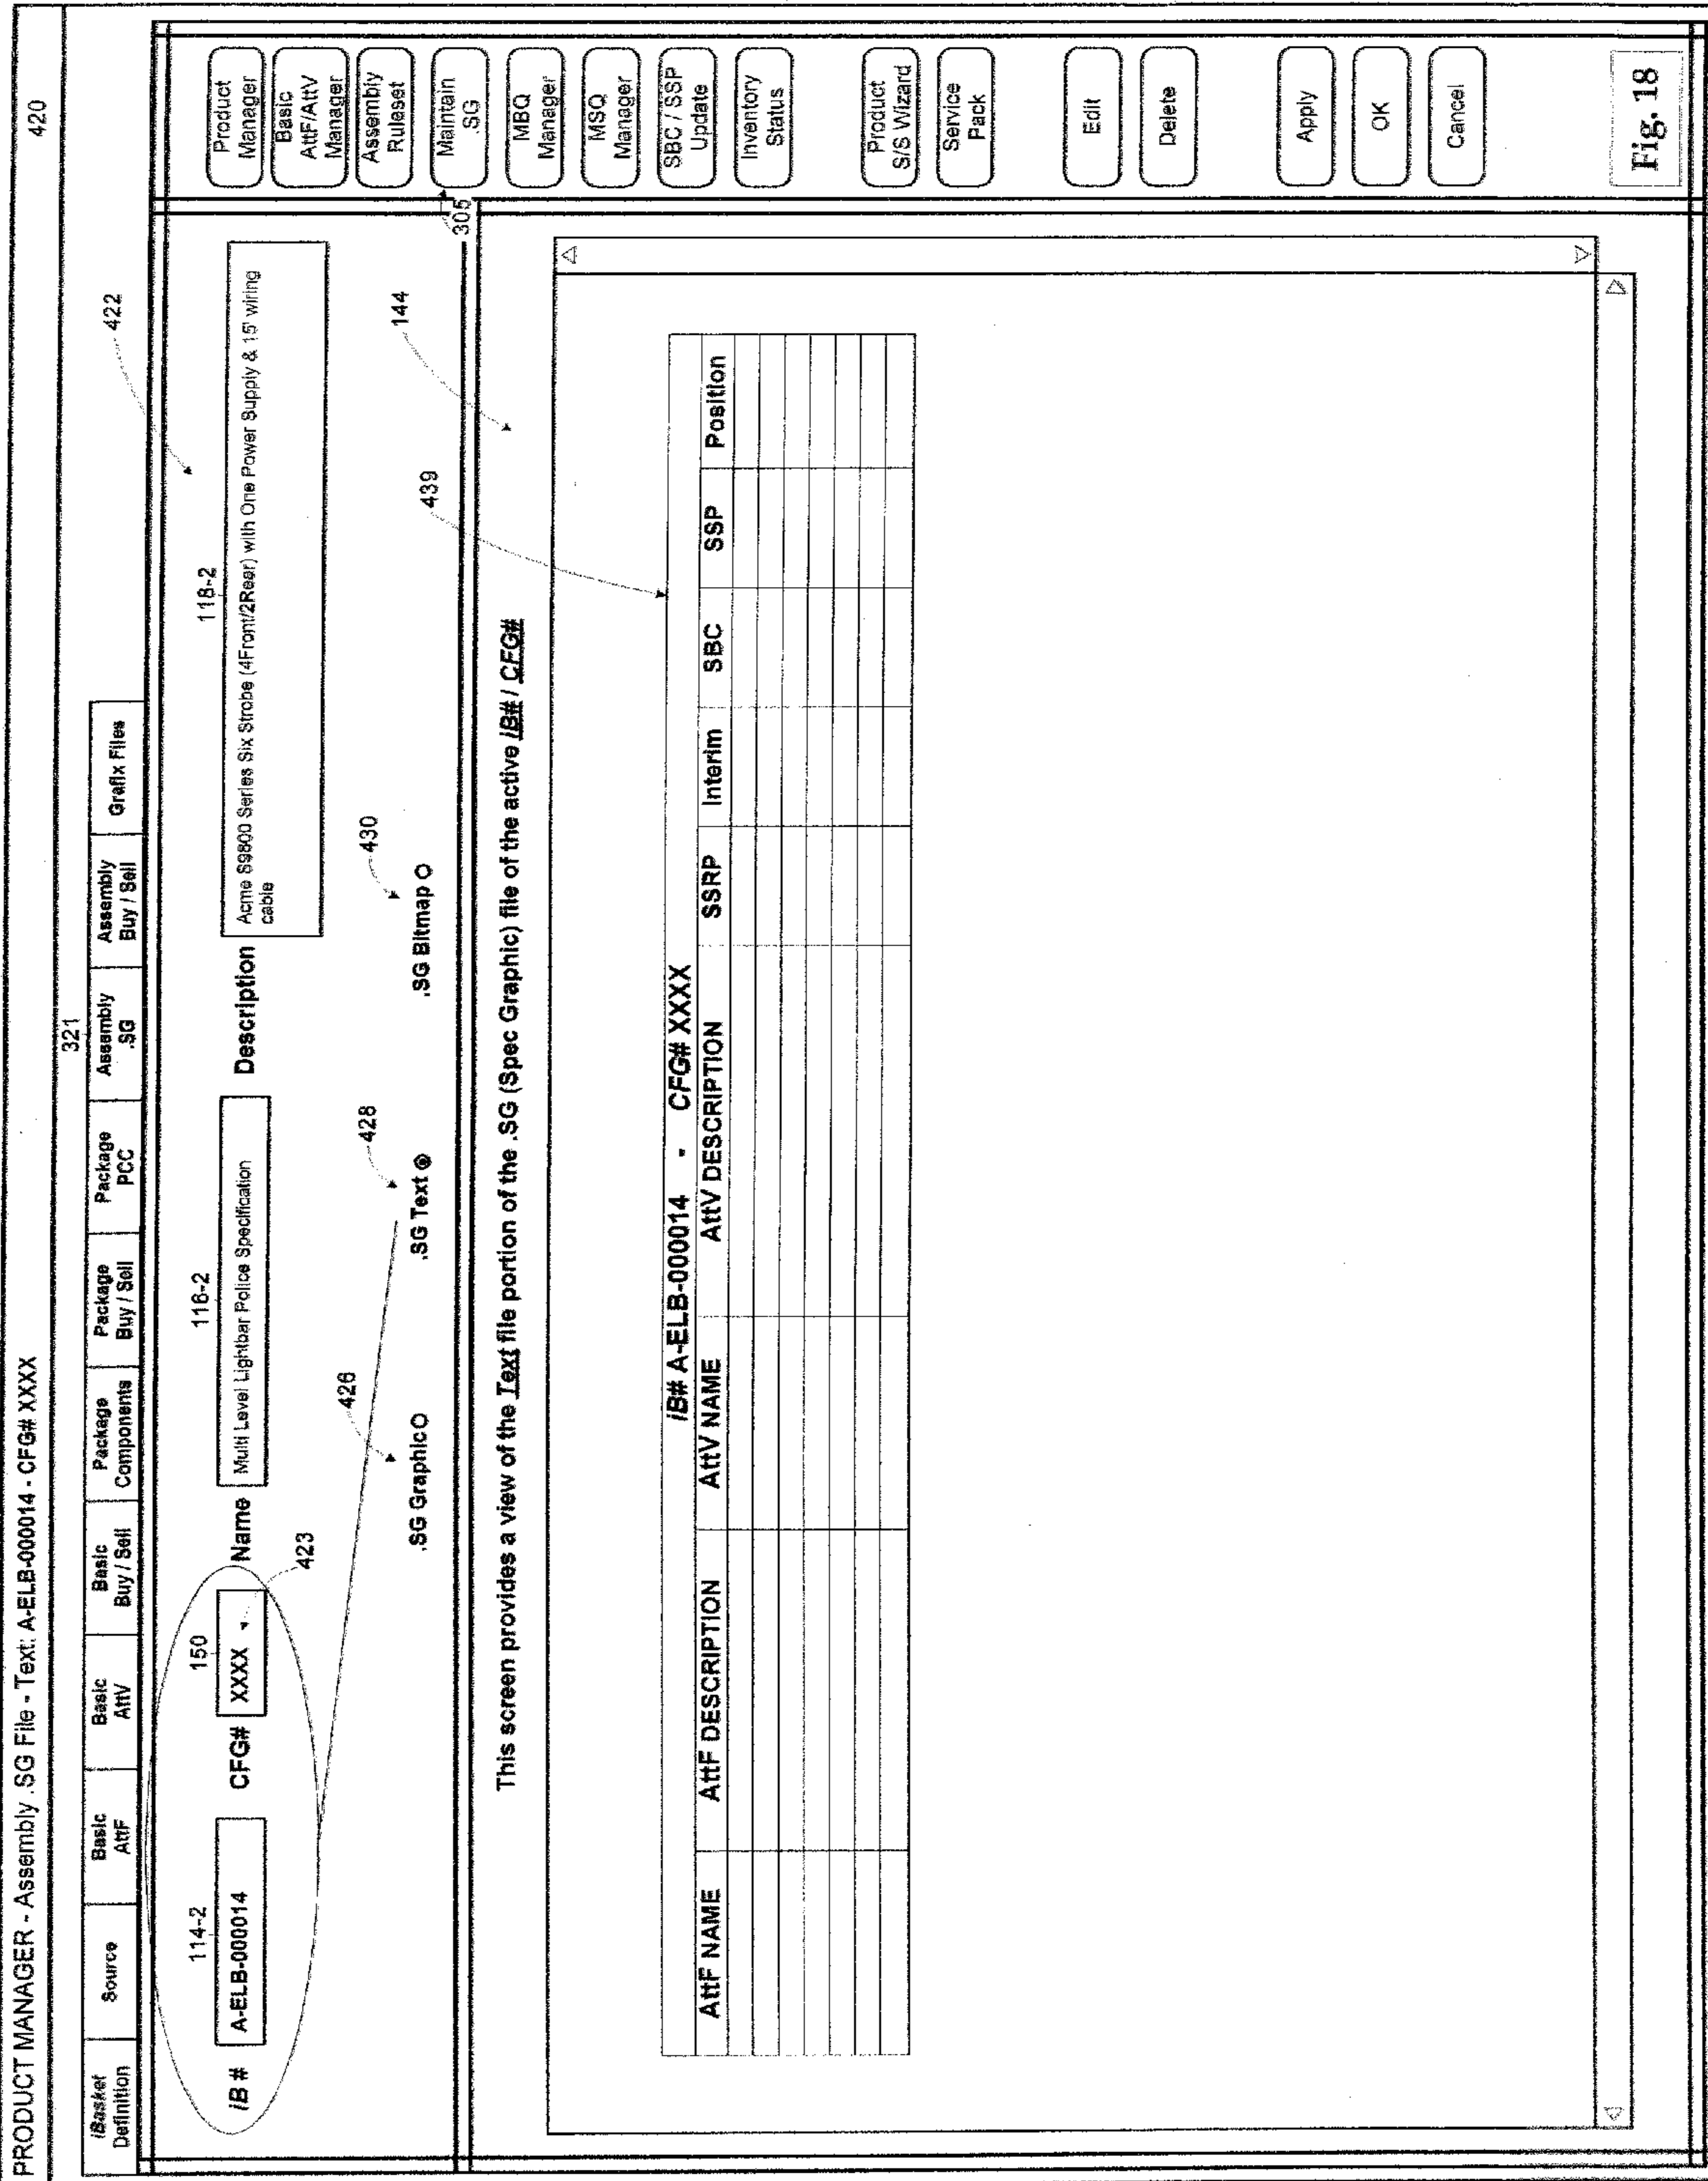 PRODUCT MANAGER - Assembly .SG File - Text: A-ELB-000014 - CFG# XXXX
420
321
iBasket
Definition
Source
Basic
AttF
Basic
AttV
Basic
Buy / Sell
Package
Components
Package
Buy / Sell
Package
PCC
Assembly
.SG
Assembly
Buy / Sell
Grafix Files
422
114-2
150
116-2
118-2
iB #
A-ELB-000014
CFG#
XXXX
Name
Multi Level Lightbar Police Specification
Description
Acme S9800 Series Six Strobe (4Front/2Rear) with One Power Supply & 15' wiring
cable
423
426
428
430
.SG Graphic
.SG Text
.SG Bitmap
305
This screen provides a view of the Text file portion of the .SG (Spec Graphic) file of the active iB# / CFG#
439
144
iB# A-ELB-000014 - CFG# XXXX
AttF NAME
AttF DESCRIPTION
AttV NAME
AttV DESCRIPTION
SSRP
Interim
SBC
SSP
Position
Product
Manager
Basic
AttF/AttV
Manager
Assembly
Ruleset
Maintain
.SG
MBQ
Manager
MSQ
Manager
SBC / SSP
Update
Inventory
Status
Product
S/S Wizard
Service
Pack
Edit
Delete
Apply
OK
Cancel
Fig. 18